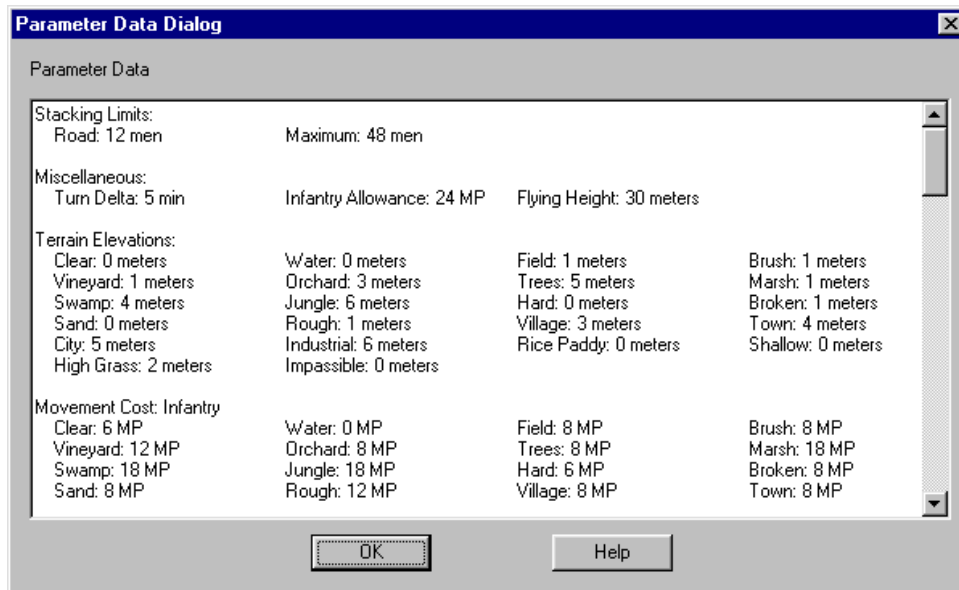 Parameter Data Dialog
Parameter Data
Stacking Limits:
Road: 12 men Maximum: 48 men
Miscellaneous:
Turn Delta: 5 min Infantry Allowance: 24 MP Flying Height: 30 meters
Terrain Elevations:
Clear: 0 meters Water: 0 meters Field: 1 meters Brush: 1 meters
Vineyard: 1 meters Orchard: 3 meters Trees: 5 meters Marsh: 1 meters
Swamp: 4 meters Jungle: 6 meters Hard: 0 meters Broken: 1 meters
Sand: 0 meters Rough: 1 meters Village: 3 meters Town: 4 meters
City: 5 meters Industrial: 6 meters Rice Paddy: 0 meters Shallow: 0 meters
High Grass: 2 meters Impassible: 0 meters
Movement Cost: Infantry
Clear: 6 MP Water: 0 MP Field: 8 MP Brush: 8 MP
Vineyard: 12 MP Orchard: 8 MP Trees: 8 MP Marsh: 18 MP
Swamp: 18 MP Jungle: 18 MP Hard: 6 MP Broken: 8 MP
Sand: 8 MP Rough: 12 MP Village: 8 MP Town: 8 MP
OK Help